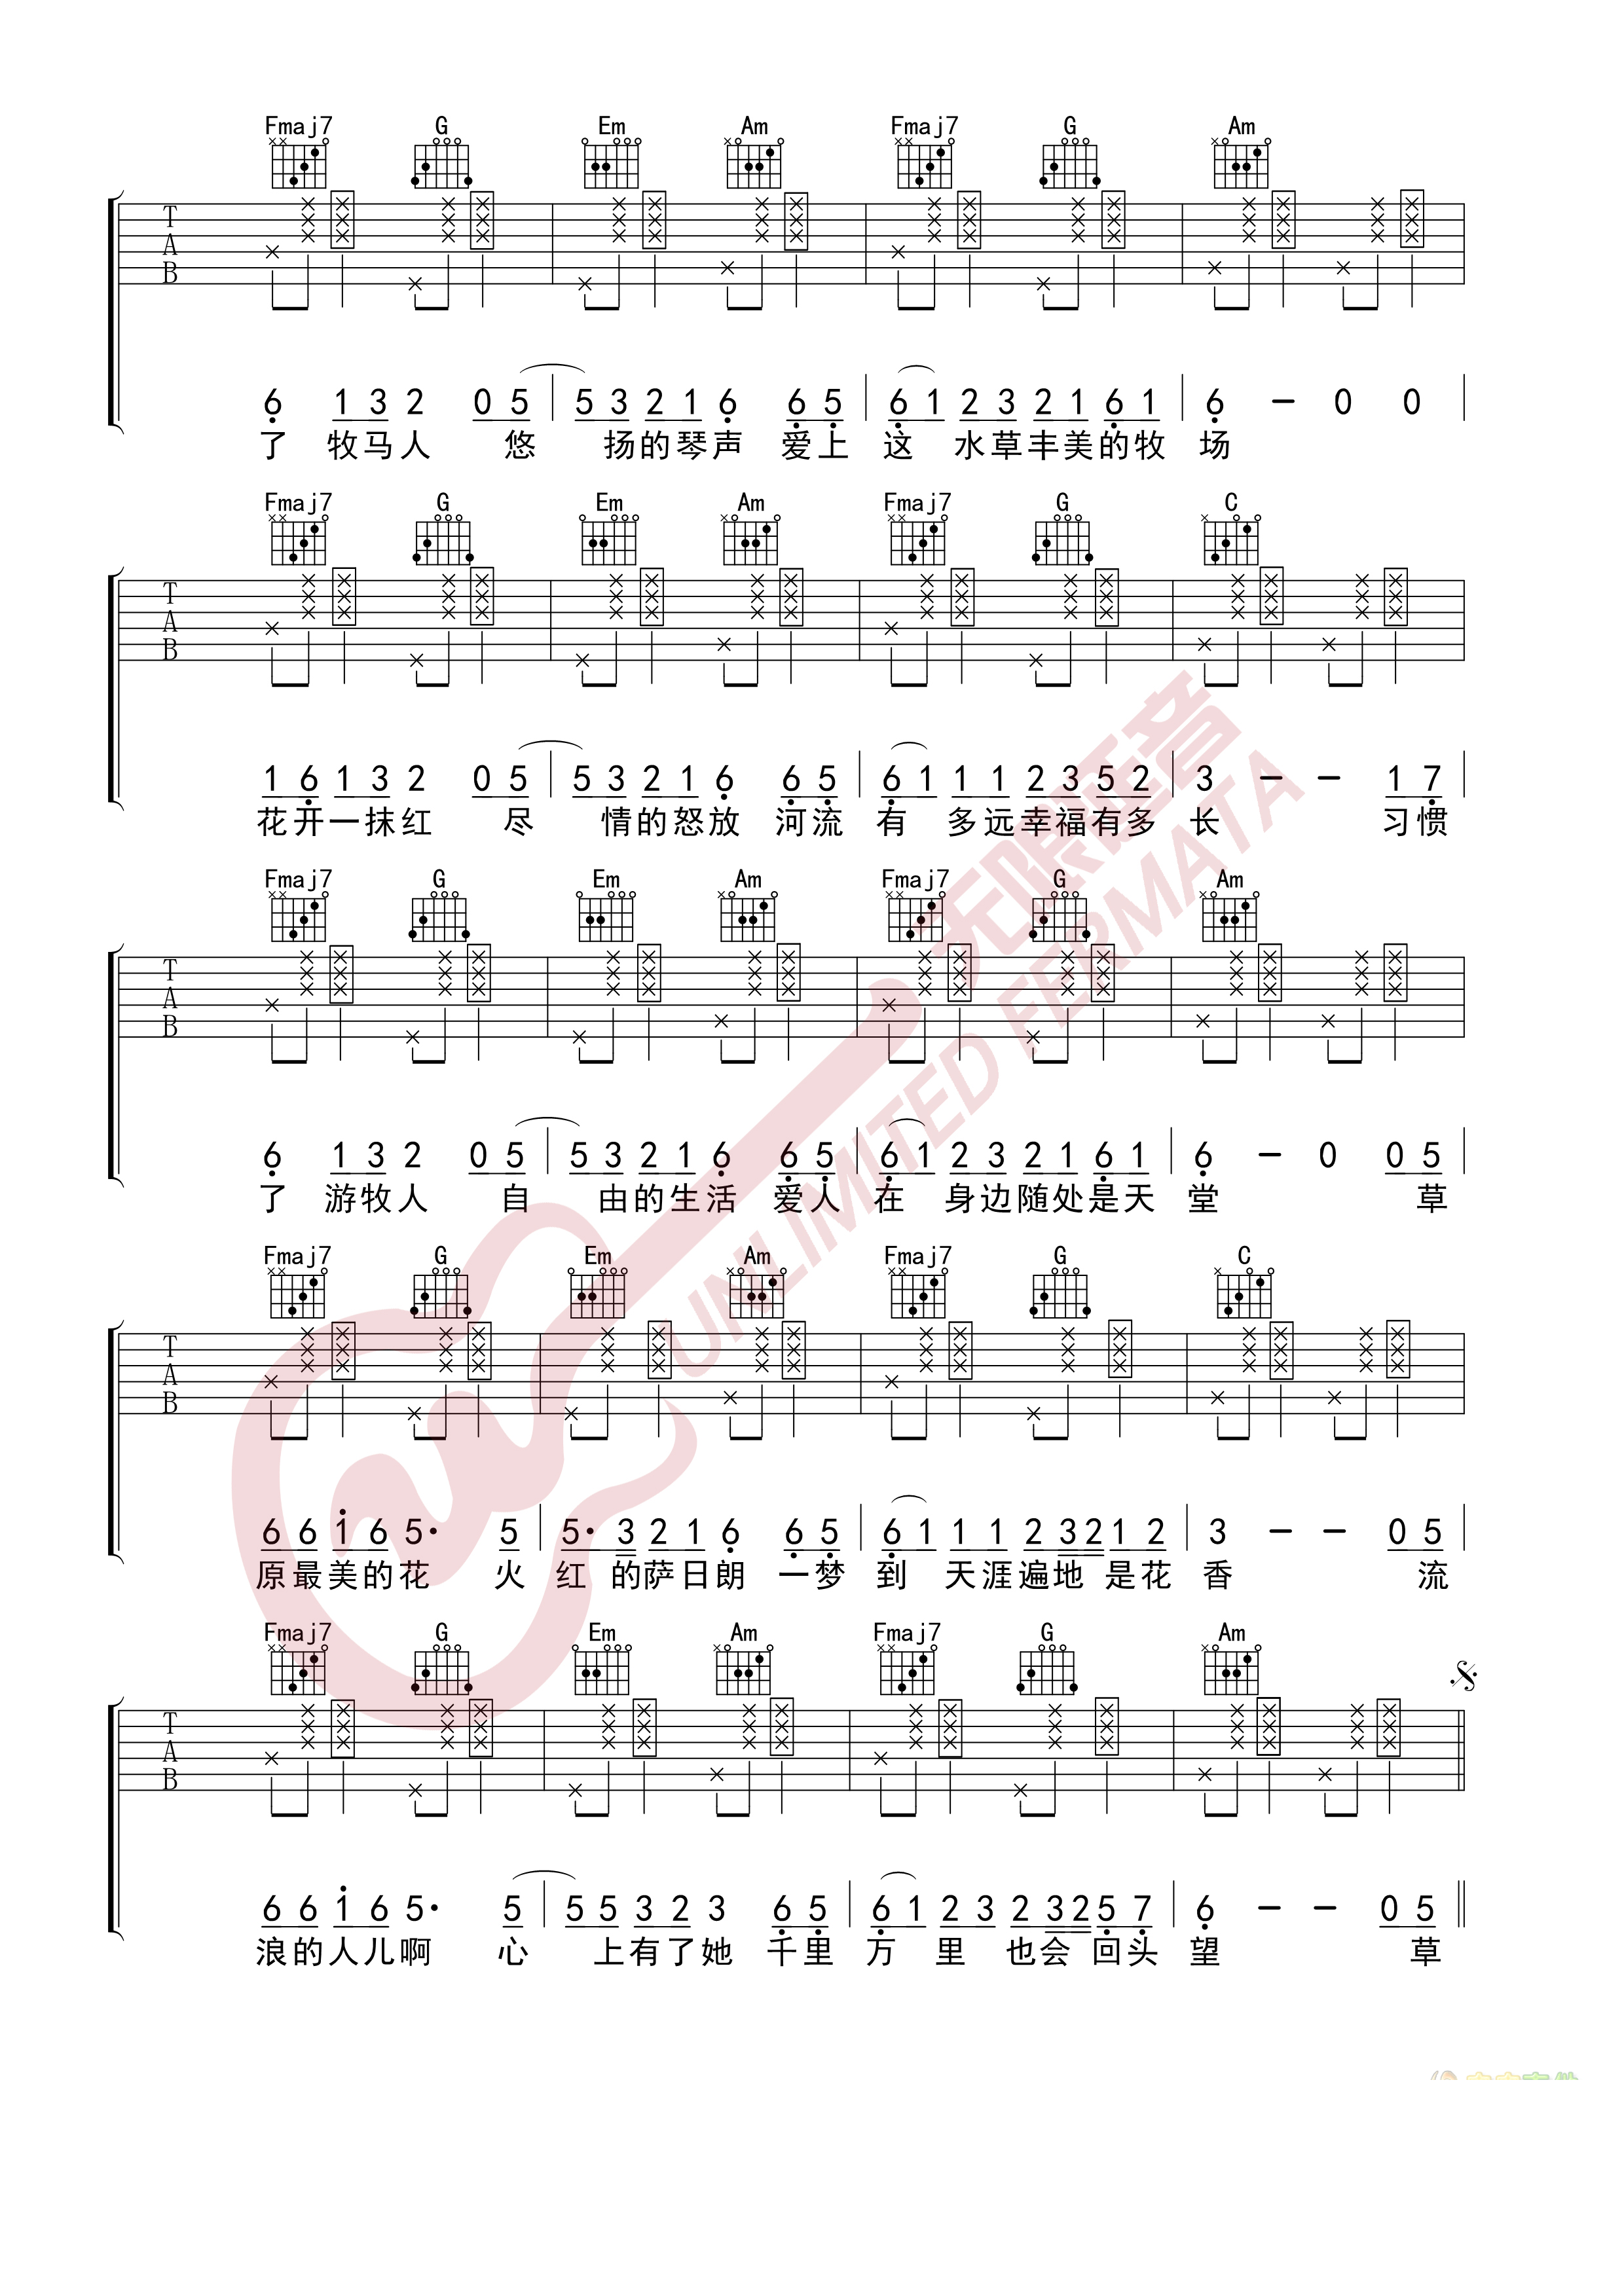 Fmaj7 G Em Am Fmaj7 G Am
T
A
B
6 1 3 2 0 5 | 5 3 2 1 6 6 5 | 6 1 2 3 2 1 6 1 | 6 – 0 0 |
了 牧马人 悠 扬的琴声 爱上 这 水草丰美的牧 场
Fmaj7 G Em Am Fmaj7 G C
T
A
B
1 6 1 3 2 0 5 | 5 3 2 1 6 6 5 | 6 1 1 1 2 3 5 2 | 3 – – 1 7 |
花开一抹红 尽 情的怒放 河流 有 多远幸福有多 长 习惯
Fmaj7 G Em Am Fmaj7 G Am
T
A
B
6 1 3 2 0 5 | 5 3 2 1 6 6 5 | 6 1 2 3 2 1 6 1 | 6 – 0 0 5 |
了 游牧人 自 由的生活 爱人 在 身边随处是天 堂 草
Fmaj7 G Em Am Fmaj7 G C
T
A
B
6 6 1 6 5· 5 | 5· 3 2 1 6 6 5 | 6 1 1 1 2 3 2 1 2 | 3 – – 0 5 |
原最美的花 火 红 的萨日朗 一梦 到 天涯遍地 是花 香 流
Fmaj7 G Em Am Fmaj7 G Am
T
A
B
6 6 1 6 5· 5 | 5 5 3 2 3 6 5 | 6 1 2 3 2 3 2 5 7 | 6 – – 0 5 ||
浪的人儿啊 心 上有了她 千里 万 里 也会 回头 望 草
无限延音
UNLIMITED FERMATA